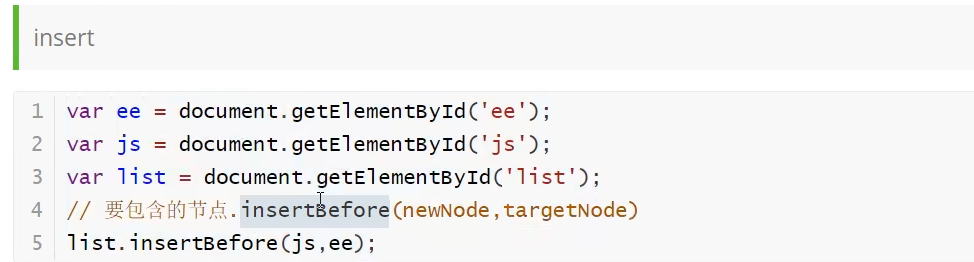 insert
1 var ee = document.getElementById('ee');
2 var js = document.getElementById('js');
3 var list = document.getElementById('list');
4 // 要包含的节点.insertBefore(newNode,targetNode)
5 list.insertBefore(js,ee);